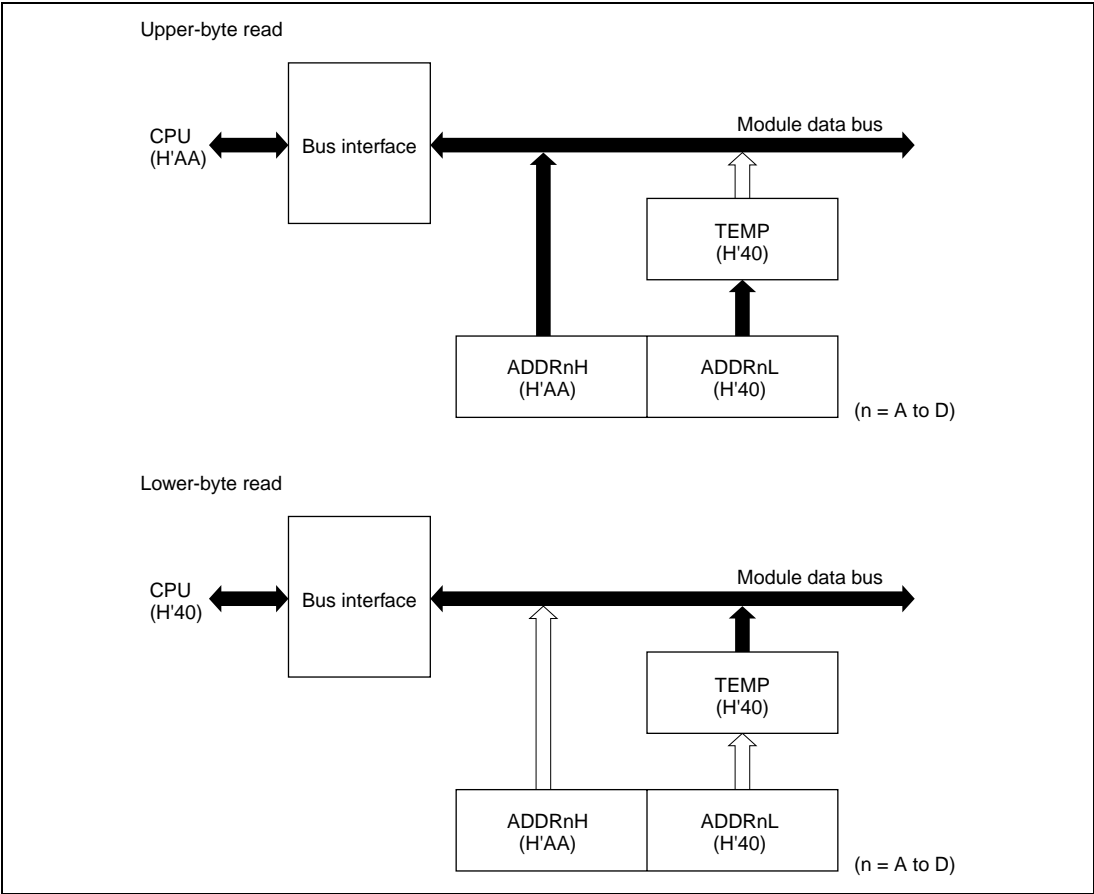 Upper-byte read
CPU
(H'AA)
Bus interface
Module data bus
TEMP
(H'40)
ADDRnH
(H'AA)
ADDRnL
(H'40)
(n = A to D)
Lower-byte read
CPU
(H'40)
Bus interface
Module data bus
TEMP
(H'40)
ADDRnH
(H'AA)
ADDRnL
(H'40)
(n = A to D)